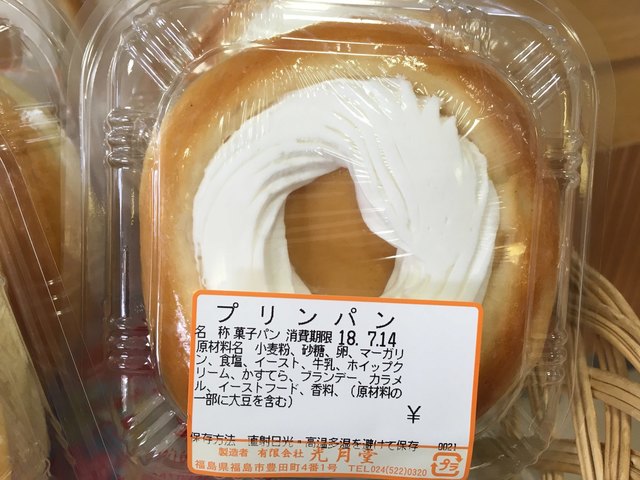 プリンパン
名 称 菓子パン 消費期限 18. 7.14
原材料名 小麦粉、砂糖、卵、マーガリ
ン、食塩、イースト、牛乳、ホイップク
リーム、かすてら、ブランデー、カラメ
ル、イーストフード、香料、(原材料の
一部に大豆を含む)
¥
保存方法 直射日光・高温多湿を避けて保存 0021
製造者 有限会社 光月堂
福島県福島市豊田町4番1号 TEL024(522)0320
プラ